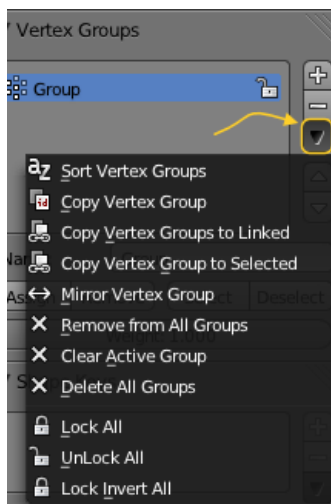 Vertex Groups
Group
Sort Vertex Groups
Copy Vertex Group
Copy Vertex Groups to Linked
Copy Vertex Group to Selected
Mirror Vertex Group
Deselect
Remove from All Groups
Weight: 1.000
Clear Active Group
Delete All Groups
Lock All
UnLock All
Lock Invert All